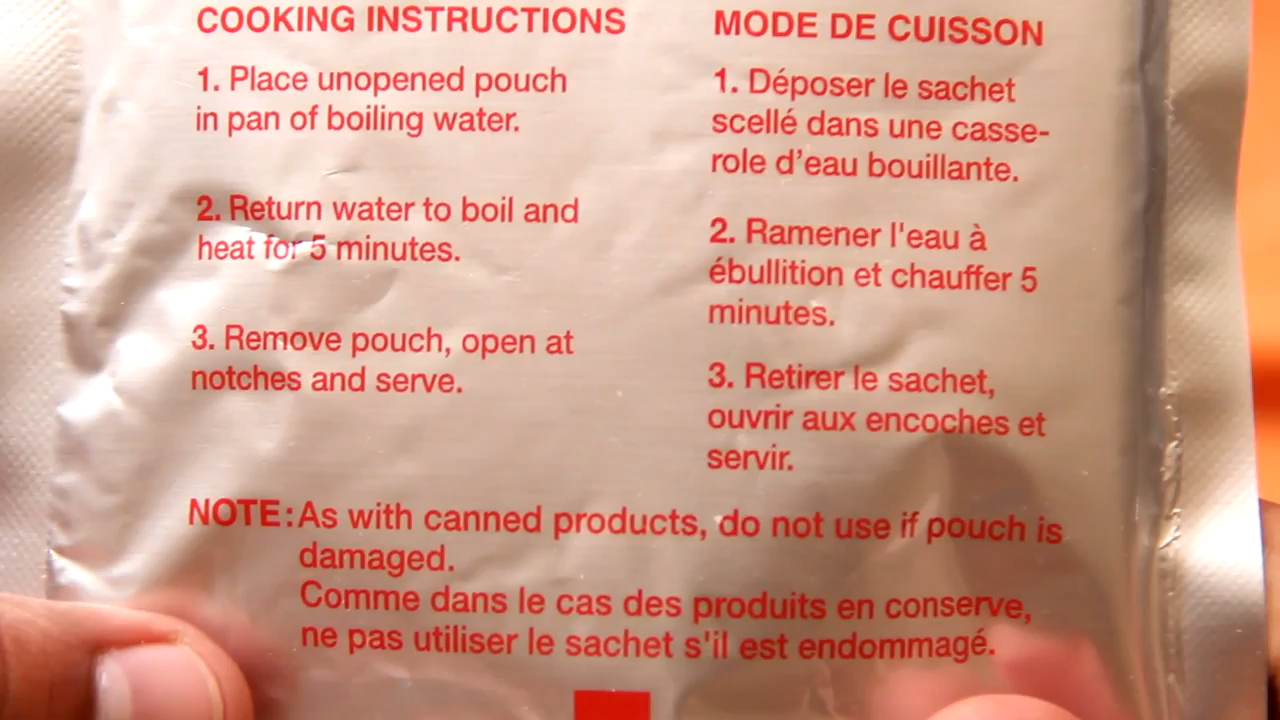 COOKING INSTRUCTIONS
1. Place unopened pouch
in pan of boiling water.
2. Return water to boil and
heat for 5 minutes.
3. Remove pouch, open at
notches and serve.
MODE DE CUISSON
1. Déposer le sachet
scellé dans une casse-
role d'eau bouillante.
2. Ramener l'eau à
ébullition et chauffer 5
minutes.
3. Retirer le sachet,
ouvrir aux encoches et
servir.
NOTE: As with canned products, do not use if pouch is
damaged.
Comme dans le cas des produits en conserve,
ne pas utiliser le sachet s'il est endommagé.